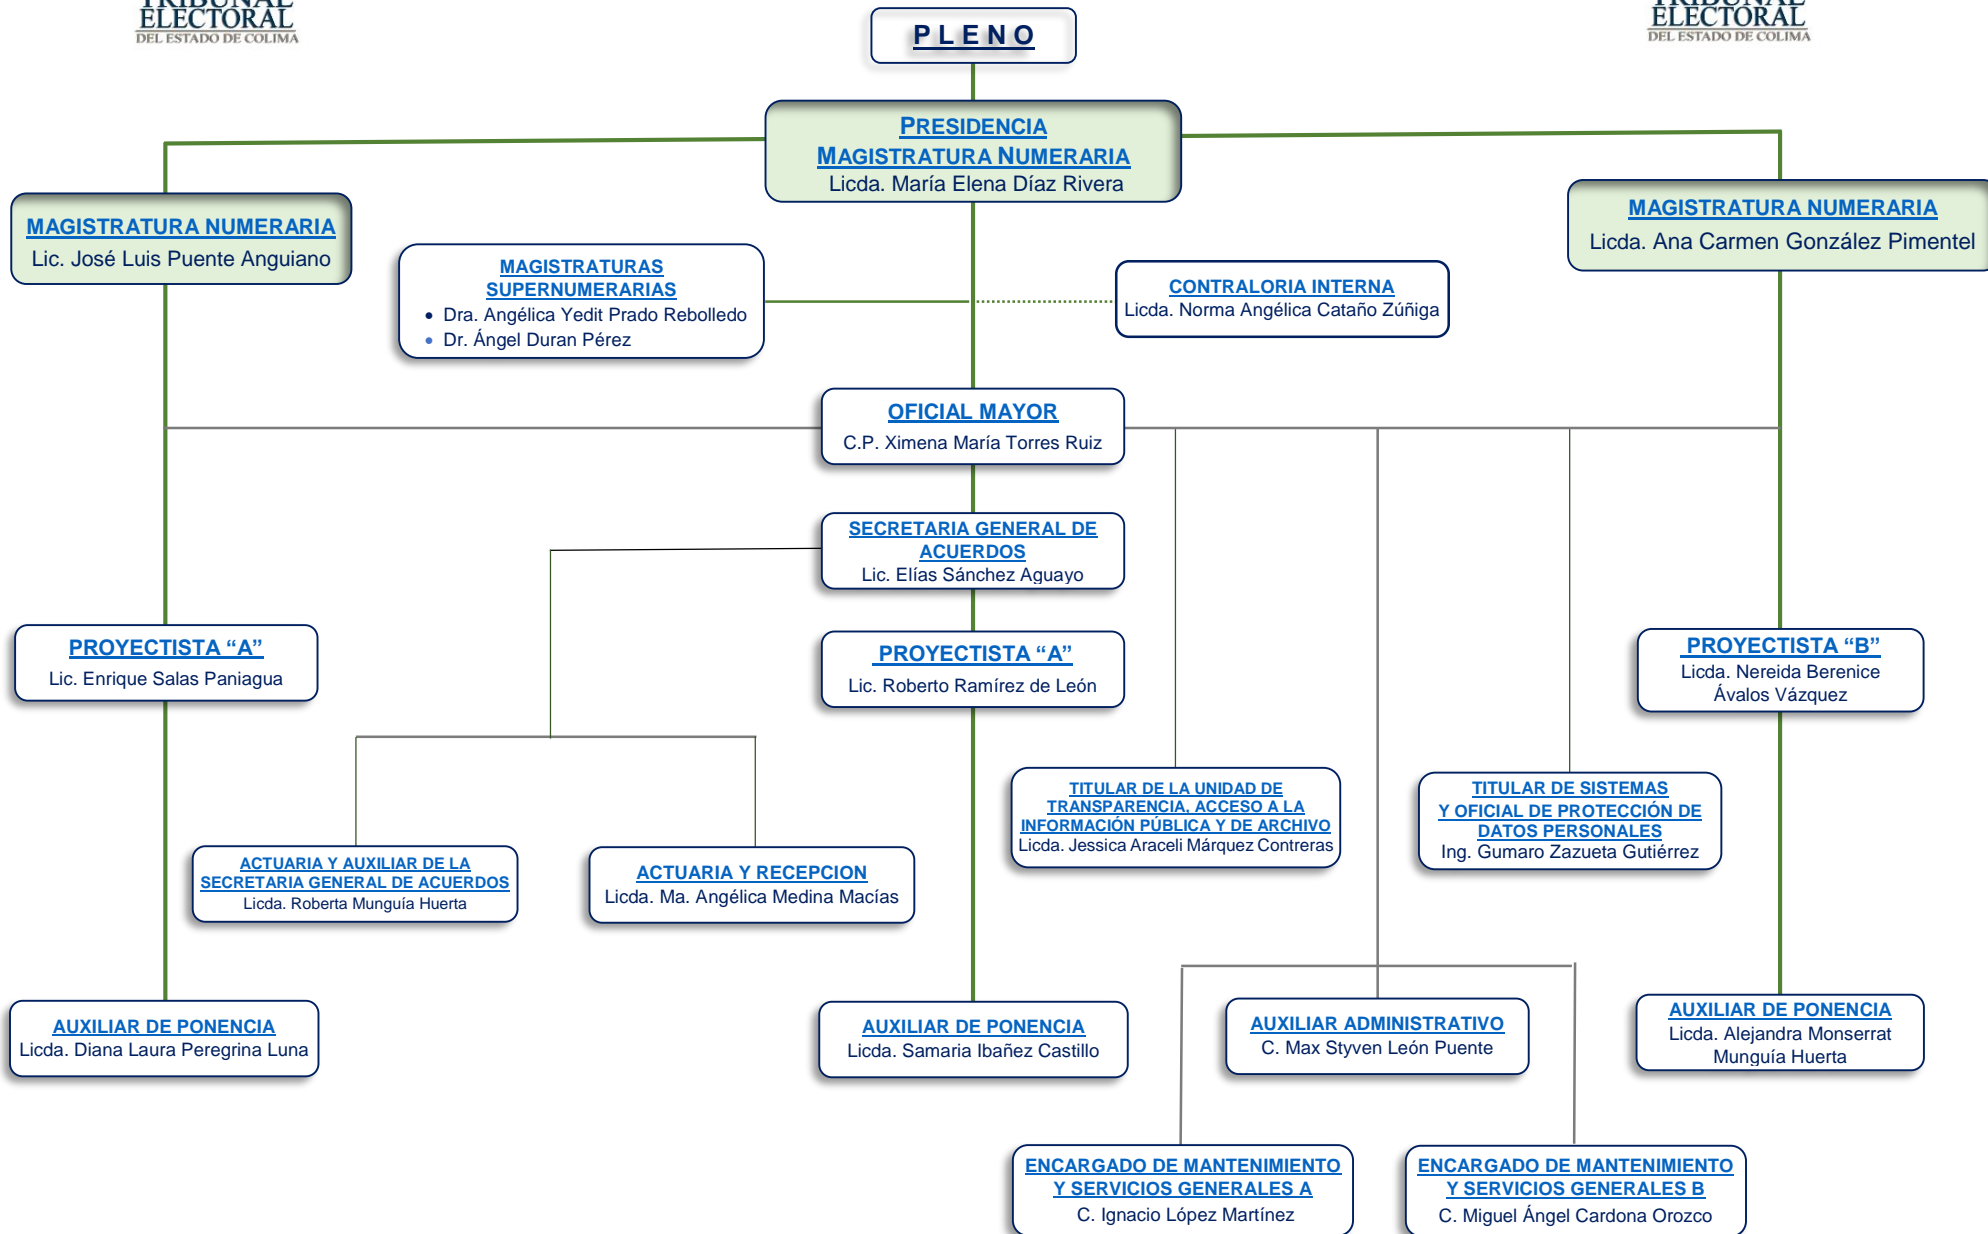 TRIBUNAL
ELECTORAL
DEL ESTADO DE COLIMA
TRIBUNAL
ELECTORAL
DEL ESTADO DE COLIMA
PLENO
PRESIDENCIA
MAGISTRATURA NUMERARIA
Licda. María Elena Díaz Rivera
MAGISTRATURA NUMERARIA
Lic. José Luis Puente Anguiano
MAGISTRATURA NUMERARIA
Licda. Ana Carmen González Pimentel
MAGISTRATURAS
SUPERNUMERARIAS
• Dra. Angélica Yedit Prado Rebolledo
• Dr. Ángel Duran Pérez
CONTRALORIA INTERNA
Licda. Norma Angélica Cataño Zúñiga
OFICIAL MAYOR
C.P. Ximena María Torres Ruiz
SECRETARIA GENERAL DE
ACUERDOS
Lic. Elías Sánchez Aguayo
PROYECTISTA “A”
Lic. Enrique Salas Paniagua
PROYECTISTA “A”
Lic. Roberto Ramírez de León
PROYECTISTA “B”
Licda. Nereida Berenice
Ávalos Vázquez
TITULAR DE LA UNIDAD DE
TRANSPARENCIA, ACCESO A LA
INFORMACIÓN PÚBLICA Y DE ARCHIVO
Licda. Jessica Araceli Márquez Contreras
TITULAR DE SISTEMAS
Y OFICIAL DE PROTECCIÓN DE
DATOS PERSONALES
Ing. Gumaro Zazueta Gutiérrez
ACTUARIA Y AUXILIAR DE LA
SECRETARIA GENERAL DE ACUERDOS
Licda. Roberta Munguía Huerta
ACTUARIA Y RECEPCION
Licda. Ma. Angélica Medina Macías
AUXILIAR DE PONENCIA
Licda. Diana Laura Peregrina Luna
AUXILIAR DE PONENCIA
Licda. Samaria Ibañez Castillo
AUXILIAR ADMINISTRATIVO
C. Max Styven León Puente
AUXILIAR DE PONENCIA
Licda. Alejandra Monserrat
Munguía Huerta
ENCARGADO DE MANTENIMIENTO
Y SERVICIOS GENERALES A
C. Ignacio López Martínez
ENCARGADO DE MANTENIMIENTO
Y SERVICIOS GENERALES B
C. Miguel Ángel Cardona Orozco